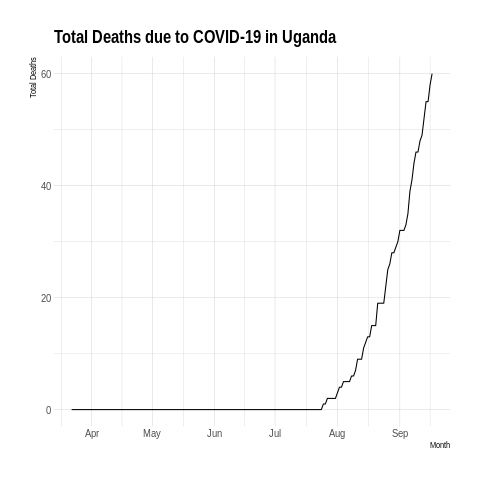 Total Deaths due to COVID-19 in Uganda
Total Deaths
60
40
20
0
Apr May Jun Jul Aug Sep
Month